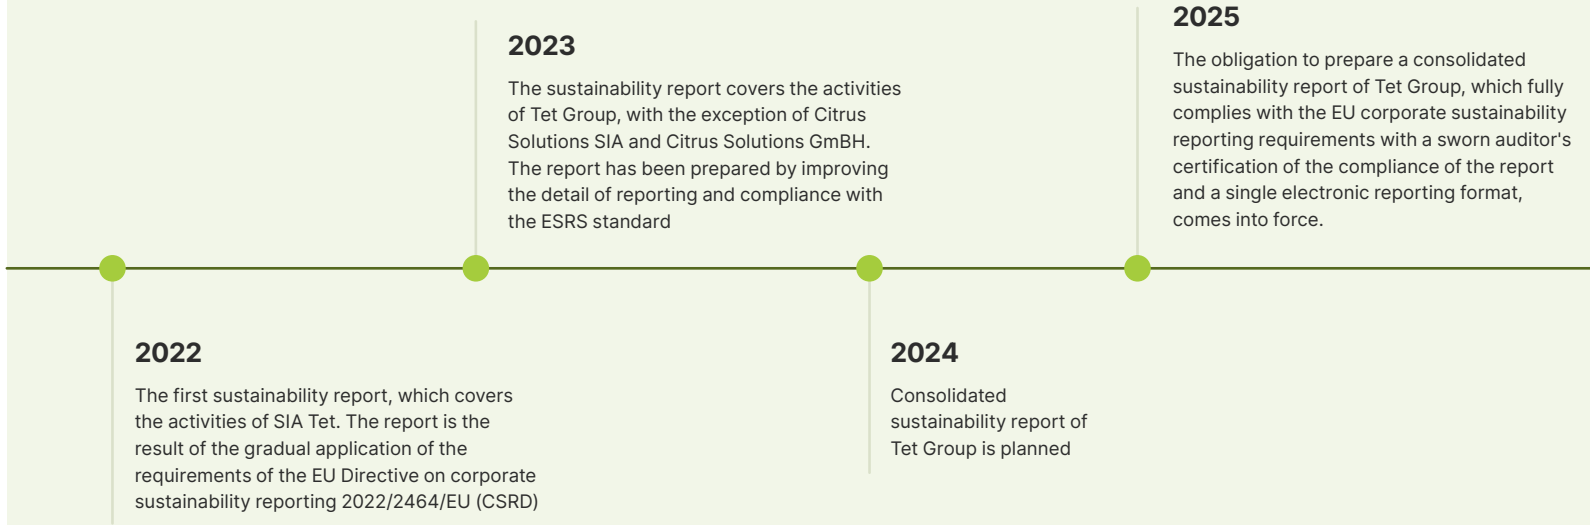 2022
The first sustainability report, which covers
the activities of SIA Tet. The report is the
result of the gradual application of the
requirements of the EU Directive on corporate
sustainability reporting 2022/2464/EU (CSRD)
2023
The sustainability report covers the activities
of Tet Group, with the exception of Citrus
Solutions SIA and Citrus Solutions GmBH.
The report has been prepared by improving
the detail of reporting and compliance with
the ESRS standard
2024
Consolidated
sustainability report of
Tet Group is planned
2025
The obligation to prepare a consolidated
sustainability report of Tet Group, which fully
complies with the EU corporate sustainability
reporting requirements with a sworn auditor's
certification of the compliance of the report
and a single electronic reporting format,
comes into force.